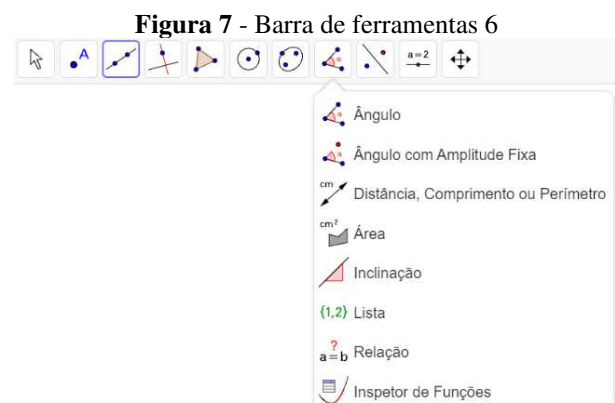 Figura 7 - Barra de ferramentas 6
A
a=2
Ângulo
Ângulo com Amplitude Fixa
cm Distância, Comprimento ou Perímetro
cm² Área
Inclinação
{1,2} Lista
a=b ? Relação
Inspetor de Funções